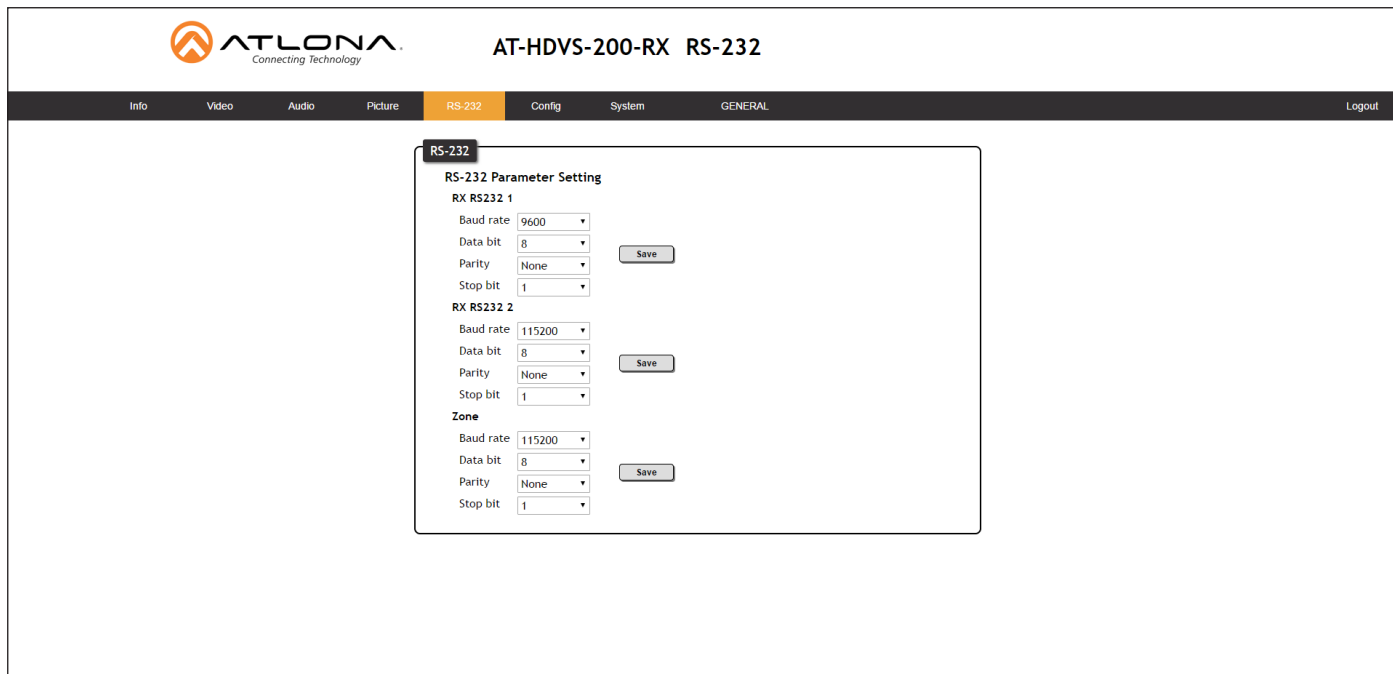 ATLONA.
Connecting Technology
AT-HDVS-200-RX RS-232
Info Video Audio Picture RS-232 Config System GENERAL Logout
RS-232
RS-232 Parameter Setting
RX RS232 1
Baud rate 9600
Data bit 8
Save
Parity None
Stop bit 1
RX RS232 2
Baud rate 115200
Data bit 8
Save
Parity None
Stop bit 1
Zone
Baud rate 115200
Data bit 8
Save
Parity None
Stop bit 1